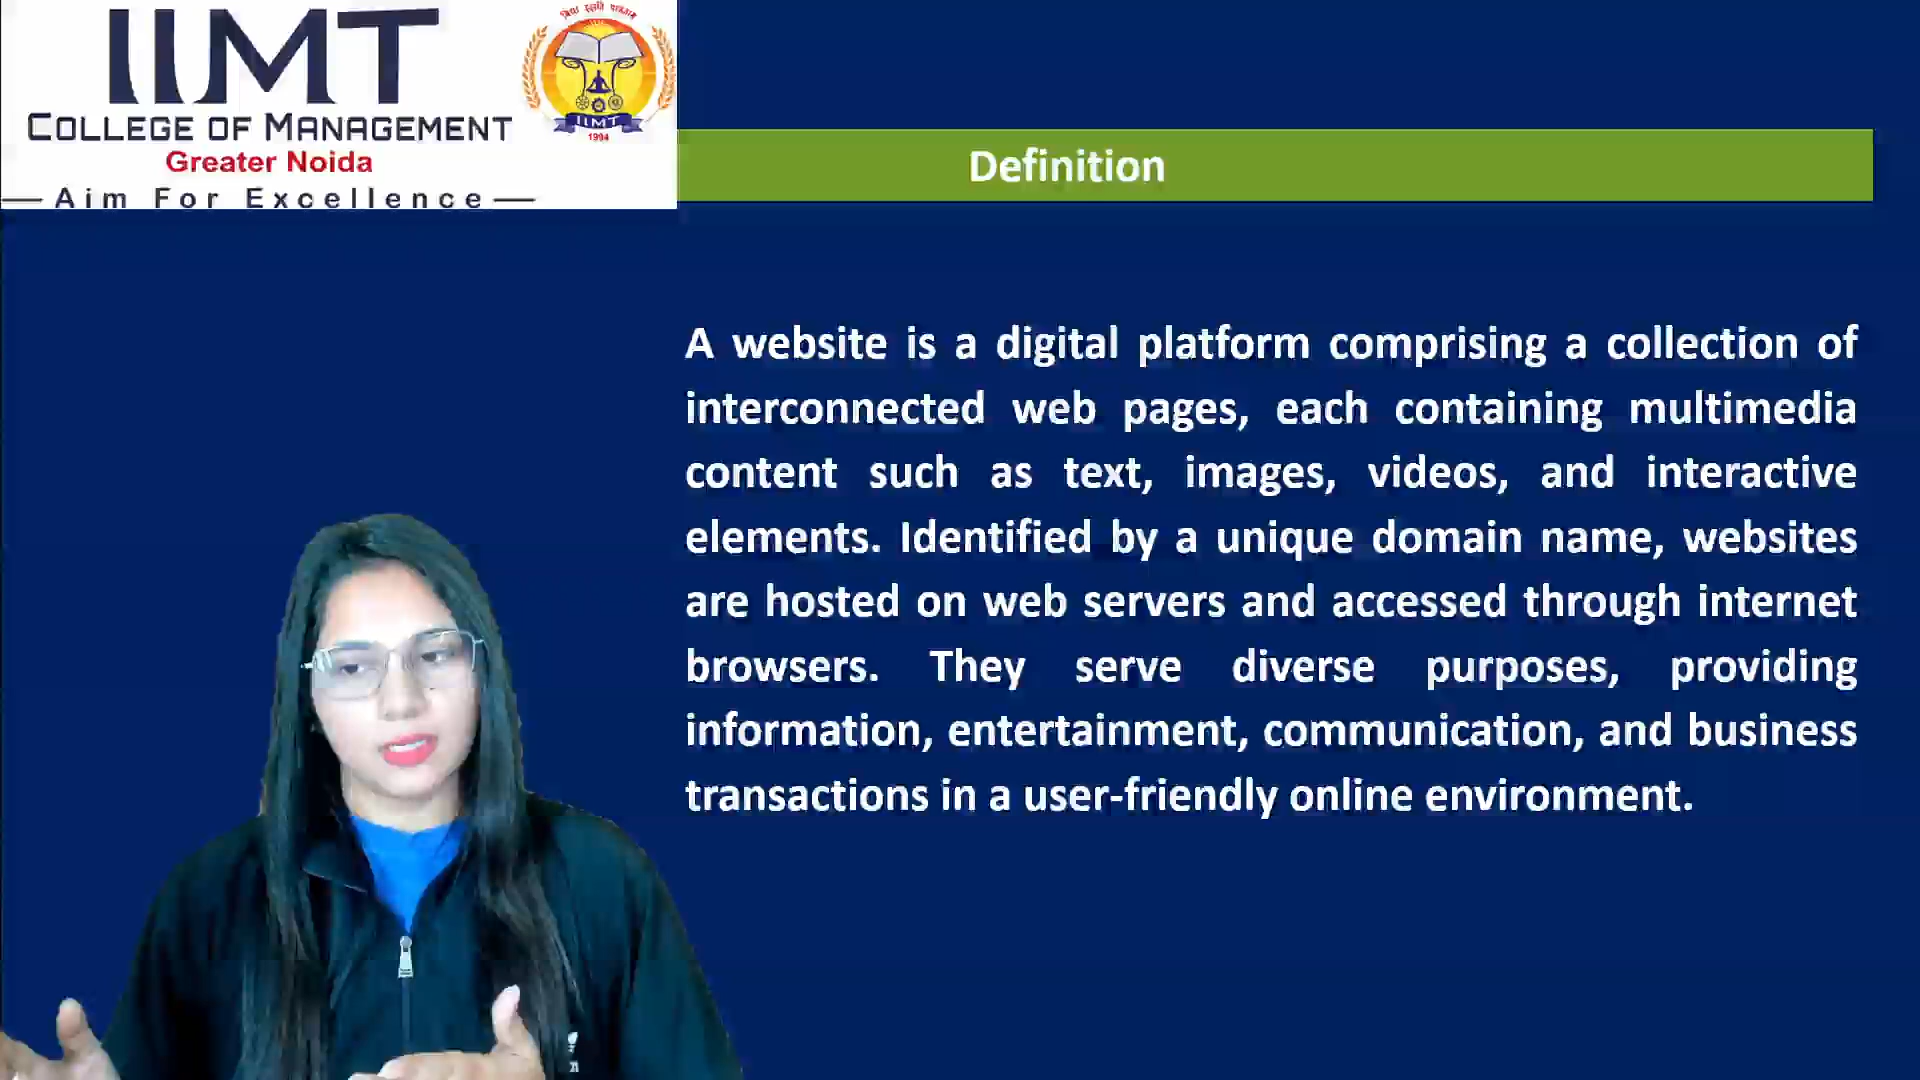 IIMT
COLLEGE OF MANAGEMENT
Greater Noida
Aim For Excellence
IIMT
1994
Definition
A website is a digital platform comprising a collection of
interconnected web pages, each containing multimedia
content such as text, images, videos, and interactive
elements. Identified by a unique domain name, websites
are hosted on web servers and accessed through internet
browsers. They serve diverse purposes, providing
information, entertainment, communication, and business
transactions in a user-friendly online environment.